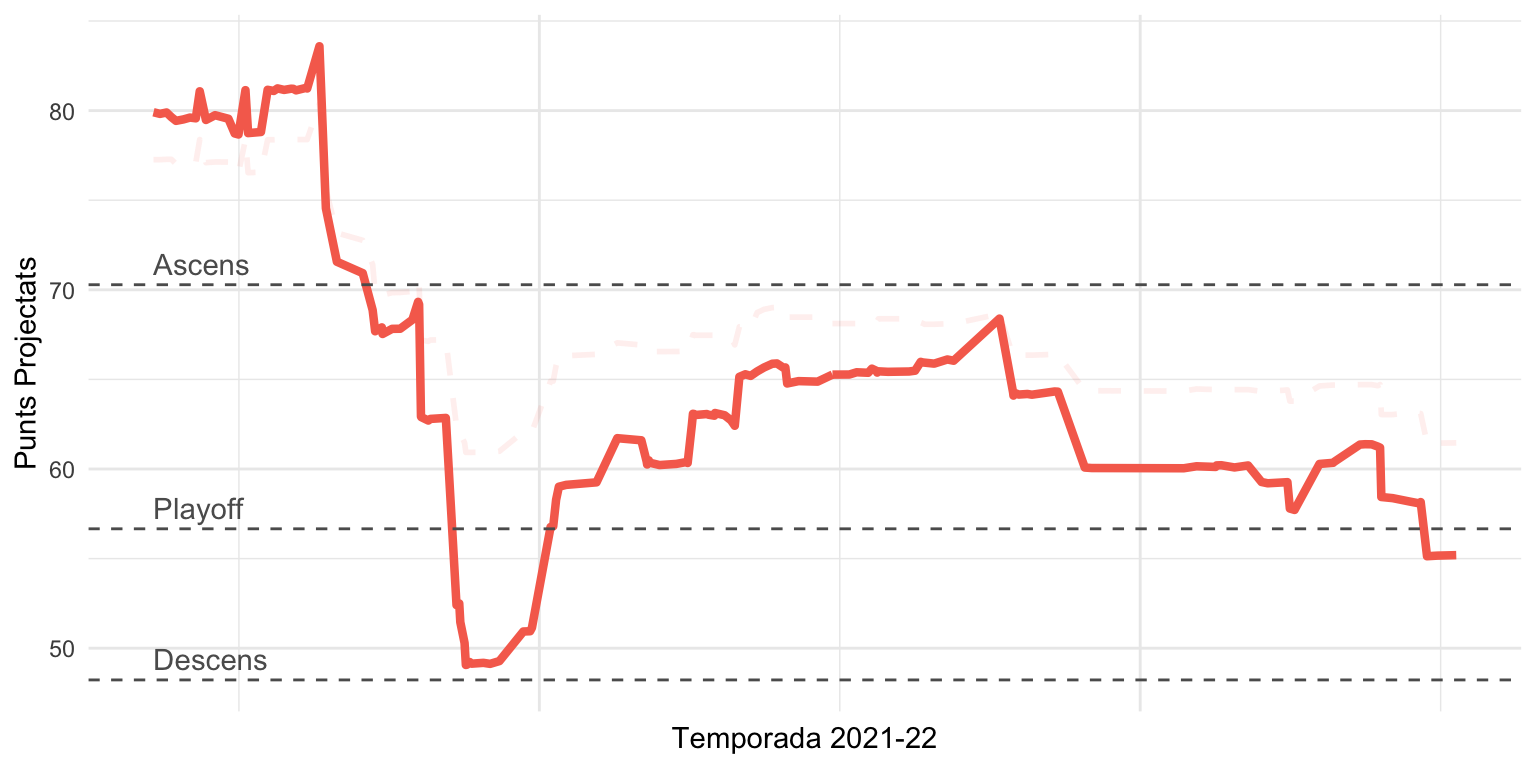 80
70
60
50
Punts Projectats
Ascens
Playoff
Descens
Temporada 2021-22